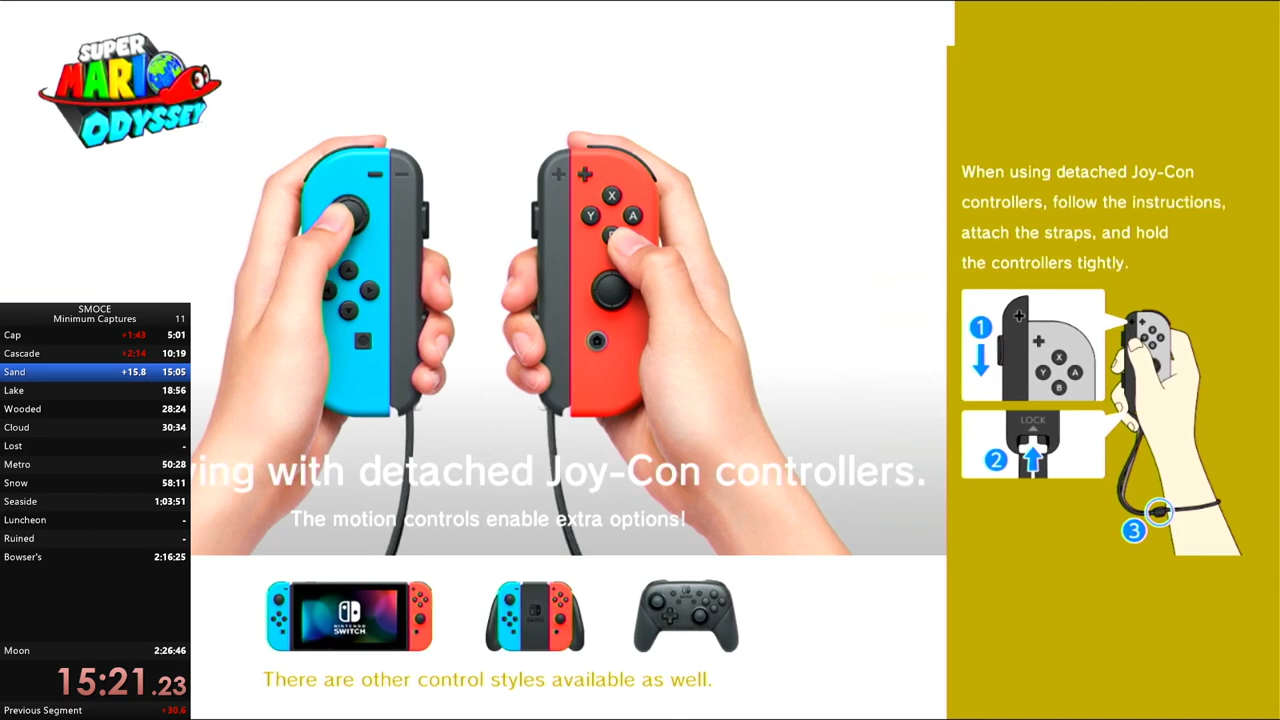 SUPER
MARIO
ODYSSEY
When using detached Joy-Con
controllers, follow the instructions,
attach the straps, and hold
the controllers tightly.
X
Y A
X
Y A
B
1
LOCK
2
3
ing with detached Joy-Con controllers.
The motion controls enable extra options!
NINTENDO
SWITCH
There are other control styles available as well.
SMOCE
Minimum Captures 11
Cap +1:43 5:01
Cascade +2:14 10:19
Sand +15.8 15:05
Lake 18:56
Wooded 28:24
Cloud 30:34
Lost -
Metro 50:28
Snow 58:11
Seaside 1:03:51
Luncheon -
Ruined -
Bowser's 2:16:25
Moon 2:26:46
15:21.23
Previous Segment +30.6